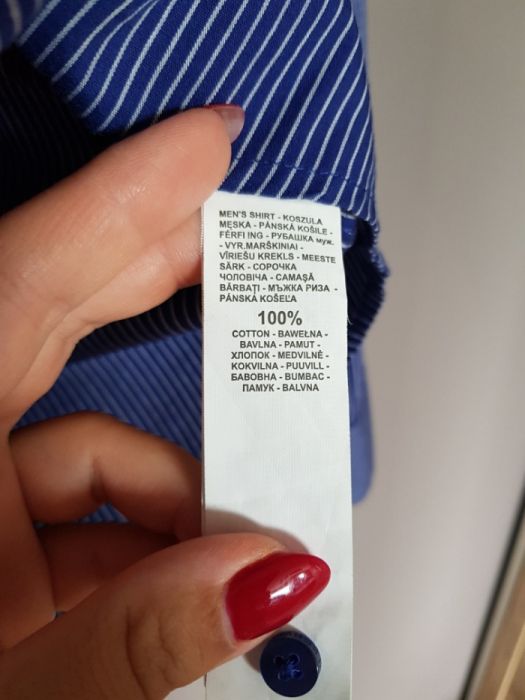 MEN'S SHIRT - KOSZULA
MĘSKA - PÁNSKÁ KOŠILE -
FÉRFI ING - РУБАШКА муж.
- VYR.MARŠKINIAI -
VĪRIEŠU KREKLS - MEESTE
SÄRK - СОРОЧКА
ЧОЛОВІЧА - CAMAŞĂ
BĂRBAŢI - МЪЖКА РИЗА -
PÁNSKA KOŠEĽA
100%
COTTON - BAWEŁNA -
BAVLNA - PAMUT -
ХЛОПОК - MEDVILNĖ -
KOKVILNA - PUUVILL -
БАВОВНА - BUMBAC -
ПАМУК - BALVNA